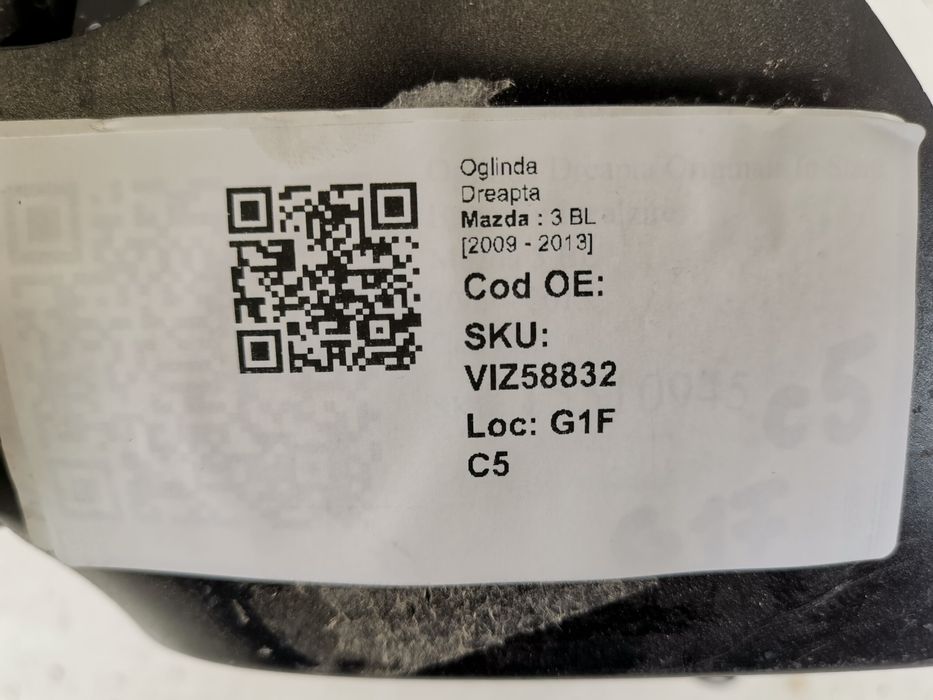 Oglinda
Dreapta
Mazda : 3 BL
[2009 - 2013]
Cod OE:
SKU:
VIZ58832
Loc: G1F
C5